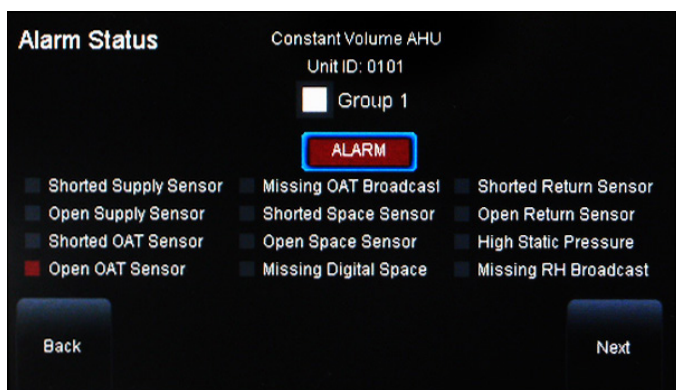 Alarm Status
Constant Volume AHU
Unit ID: 0101
Group 1
ALARM
Shorted Supply Sensor
Missing OAT Broadcast
Shorted Return Sensor
Open Supply Sensor
Shorted Space Sensor
Open Return Sensor
Shorted OAT Sensor
Open Space Sensor
High Static Pressure
Open OAT Sensor
Missing Digital Space
Missing RH Broadcast
Back
Next